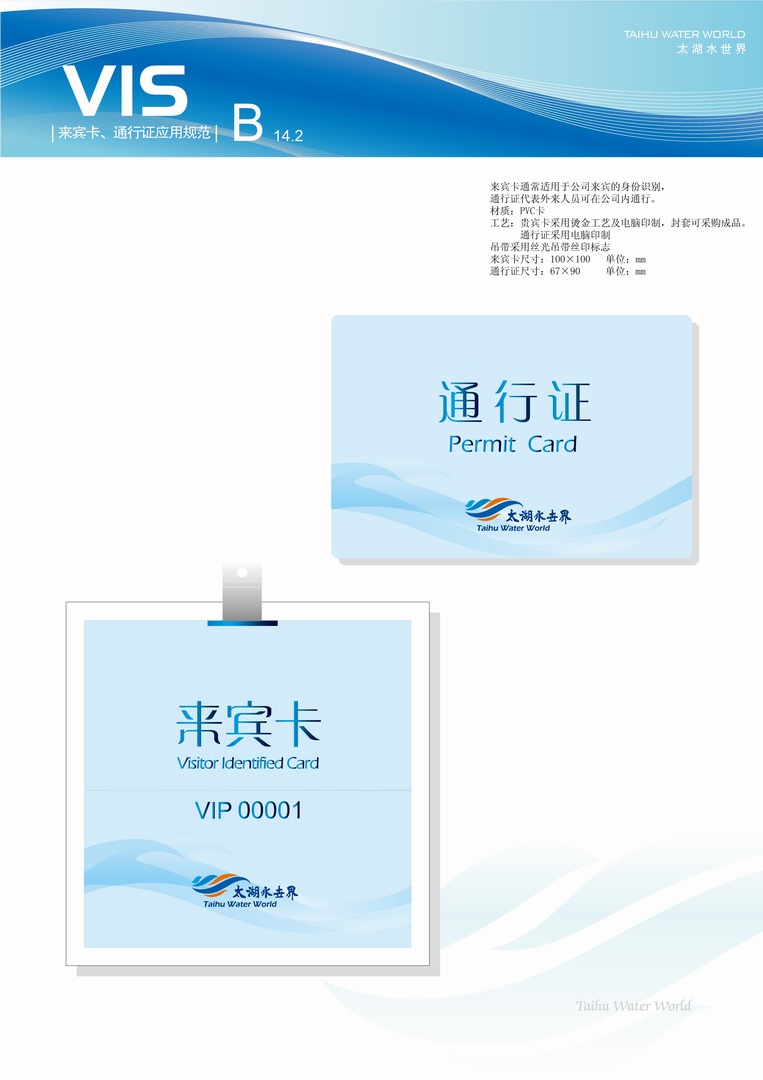 TAIHU WATER WORLD
太湖水世界
VIS
来宾卡、通行证应用规范
B 14.2
来宾卡通常适用于公司来宾的身份识别,
通行证代表外来人员可在公司内通行。
材质：PVC卡
工艺：贵宾卡采用烫金工艺及电脑印制，封套可采购成品。
通行证采用电脑印制
吊带采用丝光吊带丝印标志
来宾卡尺寸：100×100 单位：mm
通行证尺寸：67×90 单位：mm
通行证
Permit Card
太湖水世界
Taihu Water World
来宾卡
Visitor Identified Card
VIP 00001
太湖水世界
Taihu Water World
Taihu Water World